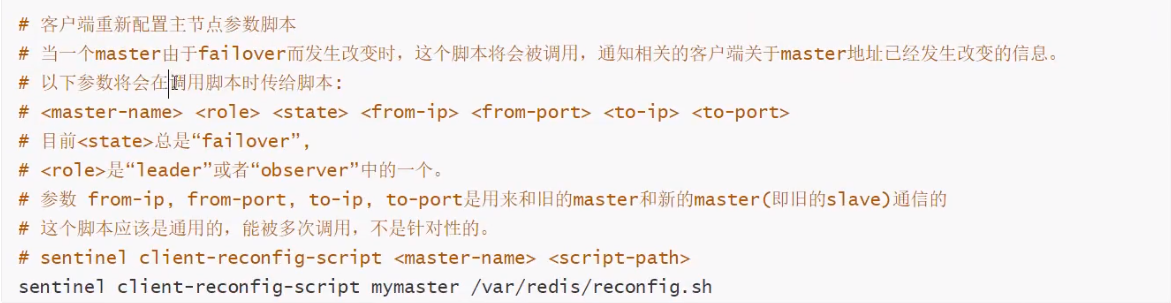 # 客户端重新配置主节点参数脚本
# 当一个master由于failover而发生改变时，这个脚本将会被调用，通知相关的客户端关于master地址已经发生改变的信息。
# 以下参数将会在调用脚本时传给脚本:
# <master-name> <role> <state> <from-ip> <from-port> <to-ip> <to-port>
# 目前<state>总是“failover”,
# <role>是“leader”或者“observer”中的一个。
# 参数 from-ip, from-port, to-ip, to-port是用来和旧的master和新的master(即旧的slave)通信的
# 这个脚本应该是通用的，能被多次调用，不是针对性的。
# sentinel client-reconfig-script <master-name> <script-path>
sentinel client-reconfig-script mymaster /var/redis/reconfig.sh